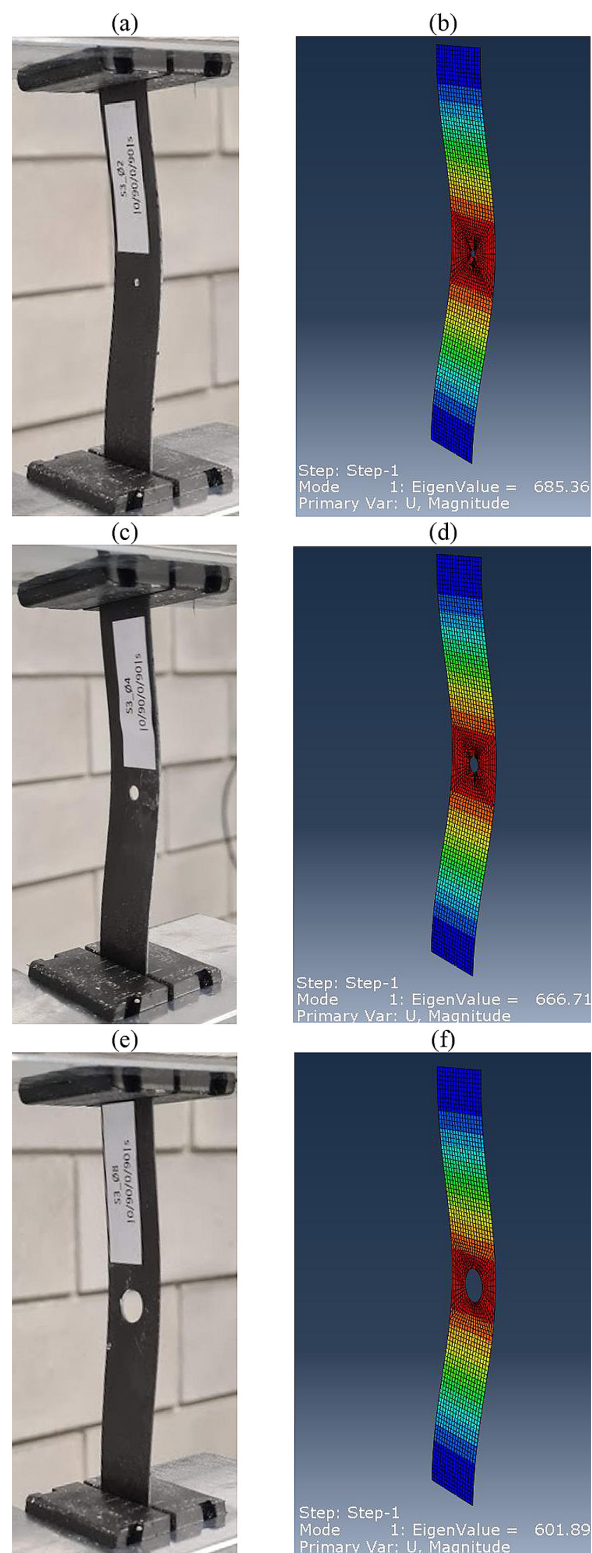 (a)
(b)
S3_Ø2
[0/90/0/90]s
Step: Step-1
Mode 1: EigenValue = 685.36
Primary Var: U, Magnitude
(c)
(d)
S3_Ø4
[0/90/0/90]s
Step: Step-1
Mode 1: EigenValue = 666.71
Primary Var: U, Magnitude
(e)
(f)
S3_Ø8
[0/90/0/90]s
Step: Step-1
Mode 1: EigenValue = 601.89
Primary Var: U, Magnitude